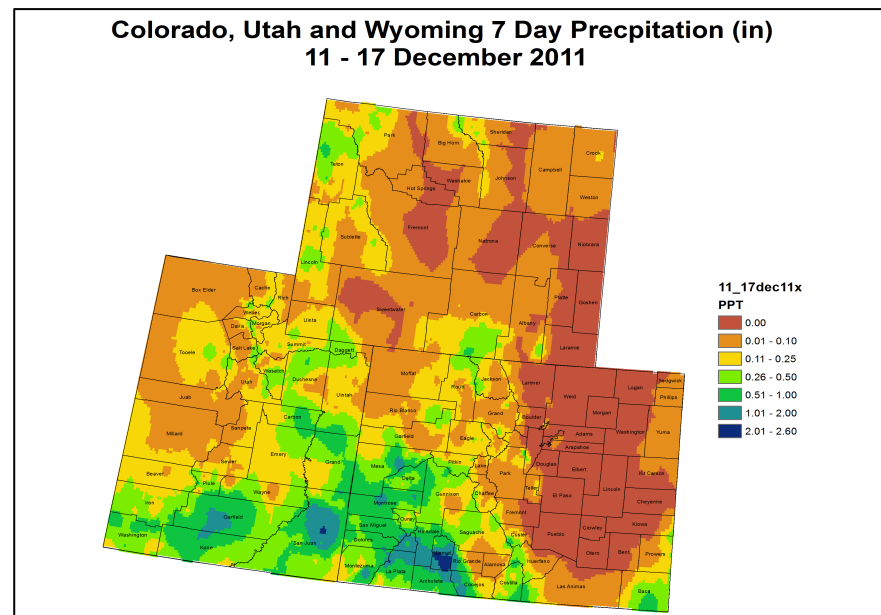 Colorado, Utah and Wyoming 7 Day Precpitation (in)
11 - 17 December 2011
Park
Sheridan
Big Horn
Crook
Teton
Campbell
Johnson
Washakie
Hot Springs
Weston
Fremont
Sublette
Natrona
Converse
Niobrara
Lincoln
Box Elder
Cache
Rich
Sweetwater
Platte
Goshen
Weber
Morgan
Davis
Uinta
Carbon
Albany
Salt Lake
Summit
Laramie
Tooele
Daggett
Wasatch
Duchesne
Moffat
Routt
Jackson
Larimer
Logan
Sedgwick
Utah
Uintah
Weld
Phillips
Juab
Rio Blanco
Grand
Boulder
Morgan
Washington
Yuma
Carbon
Millard
Sanpete
Garfield
Eagle
Adams
Arapahoe
Emery
Grand
Mesa
Pitkin
Lake
Park
Douglas
Elbert
Kit Carson
Sevier
Beaver
Piute
Wayne
Delta
Gunnison
Chaffee
Teller
Lincoln
Cheyenne
Iron
Garfield
Montrose
El Paso
Fremont
Ouray
San Miguel
Hinsdale
Saguache
Custer
Pueblo
Crowley
Kiowa
Washington
Kane
San Juan
Dolores
Mineral
Rio Grande
Alamosa
Huerfano
Otero
Bent
Prowers
Montezuma
La Plata
Archuleta
Conejos
Costilla
Las Animas
Baca
11_17dec11x
PPT
0.00
0.01 - 0.10
0.11 - 0.25
0.26 - 0.50
0.51 - 1.00
1.01 - 2.00
2.01 - 2.60